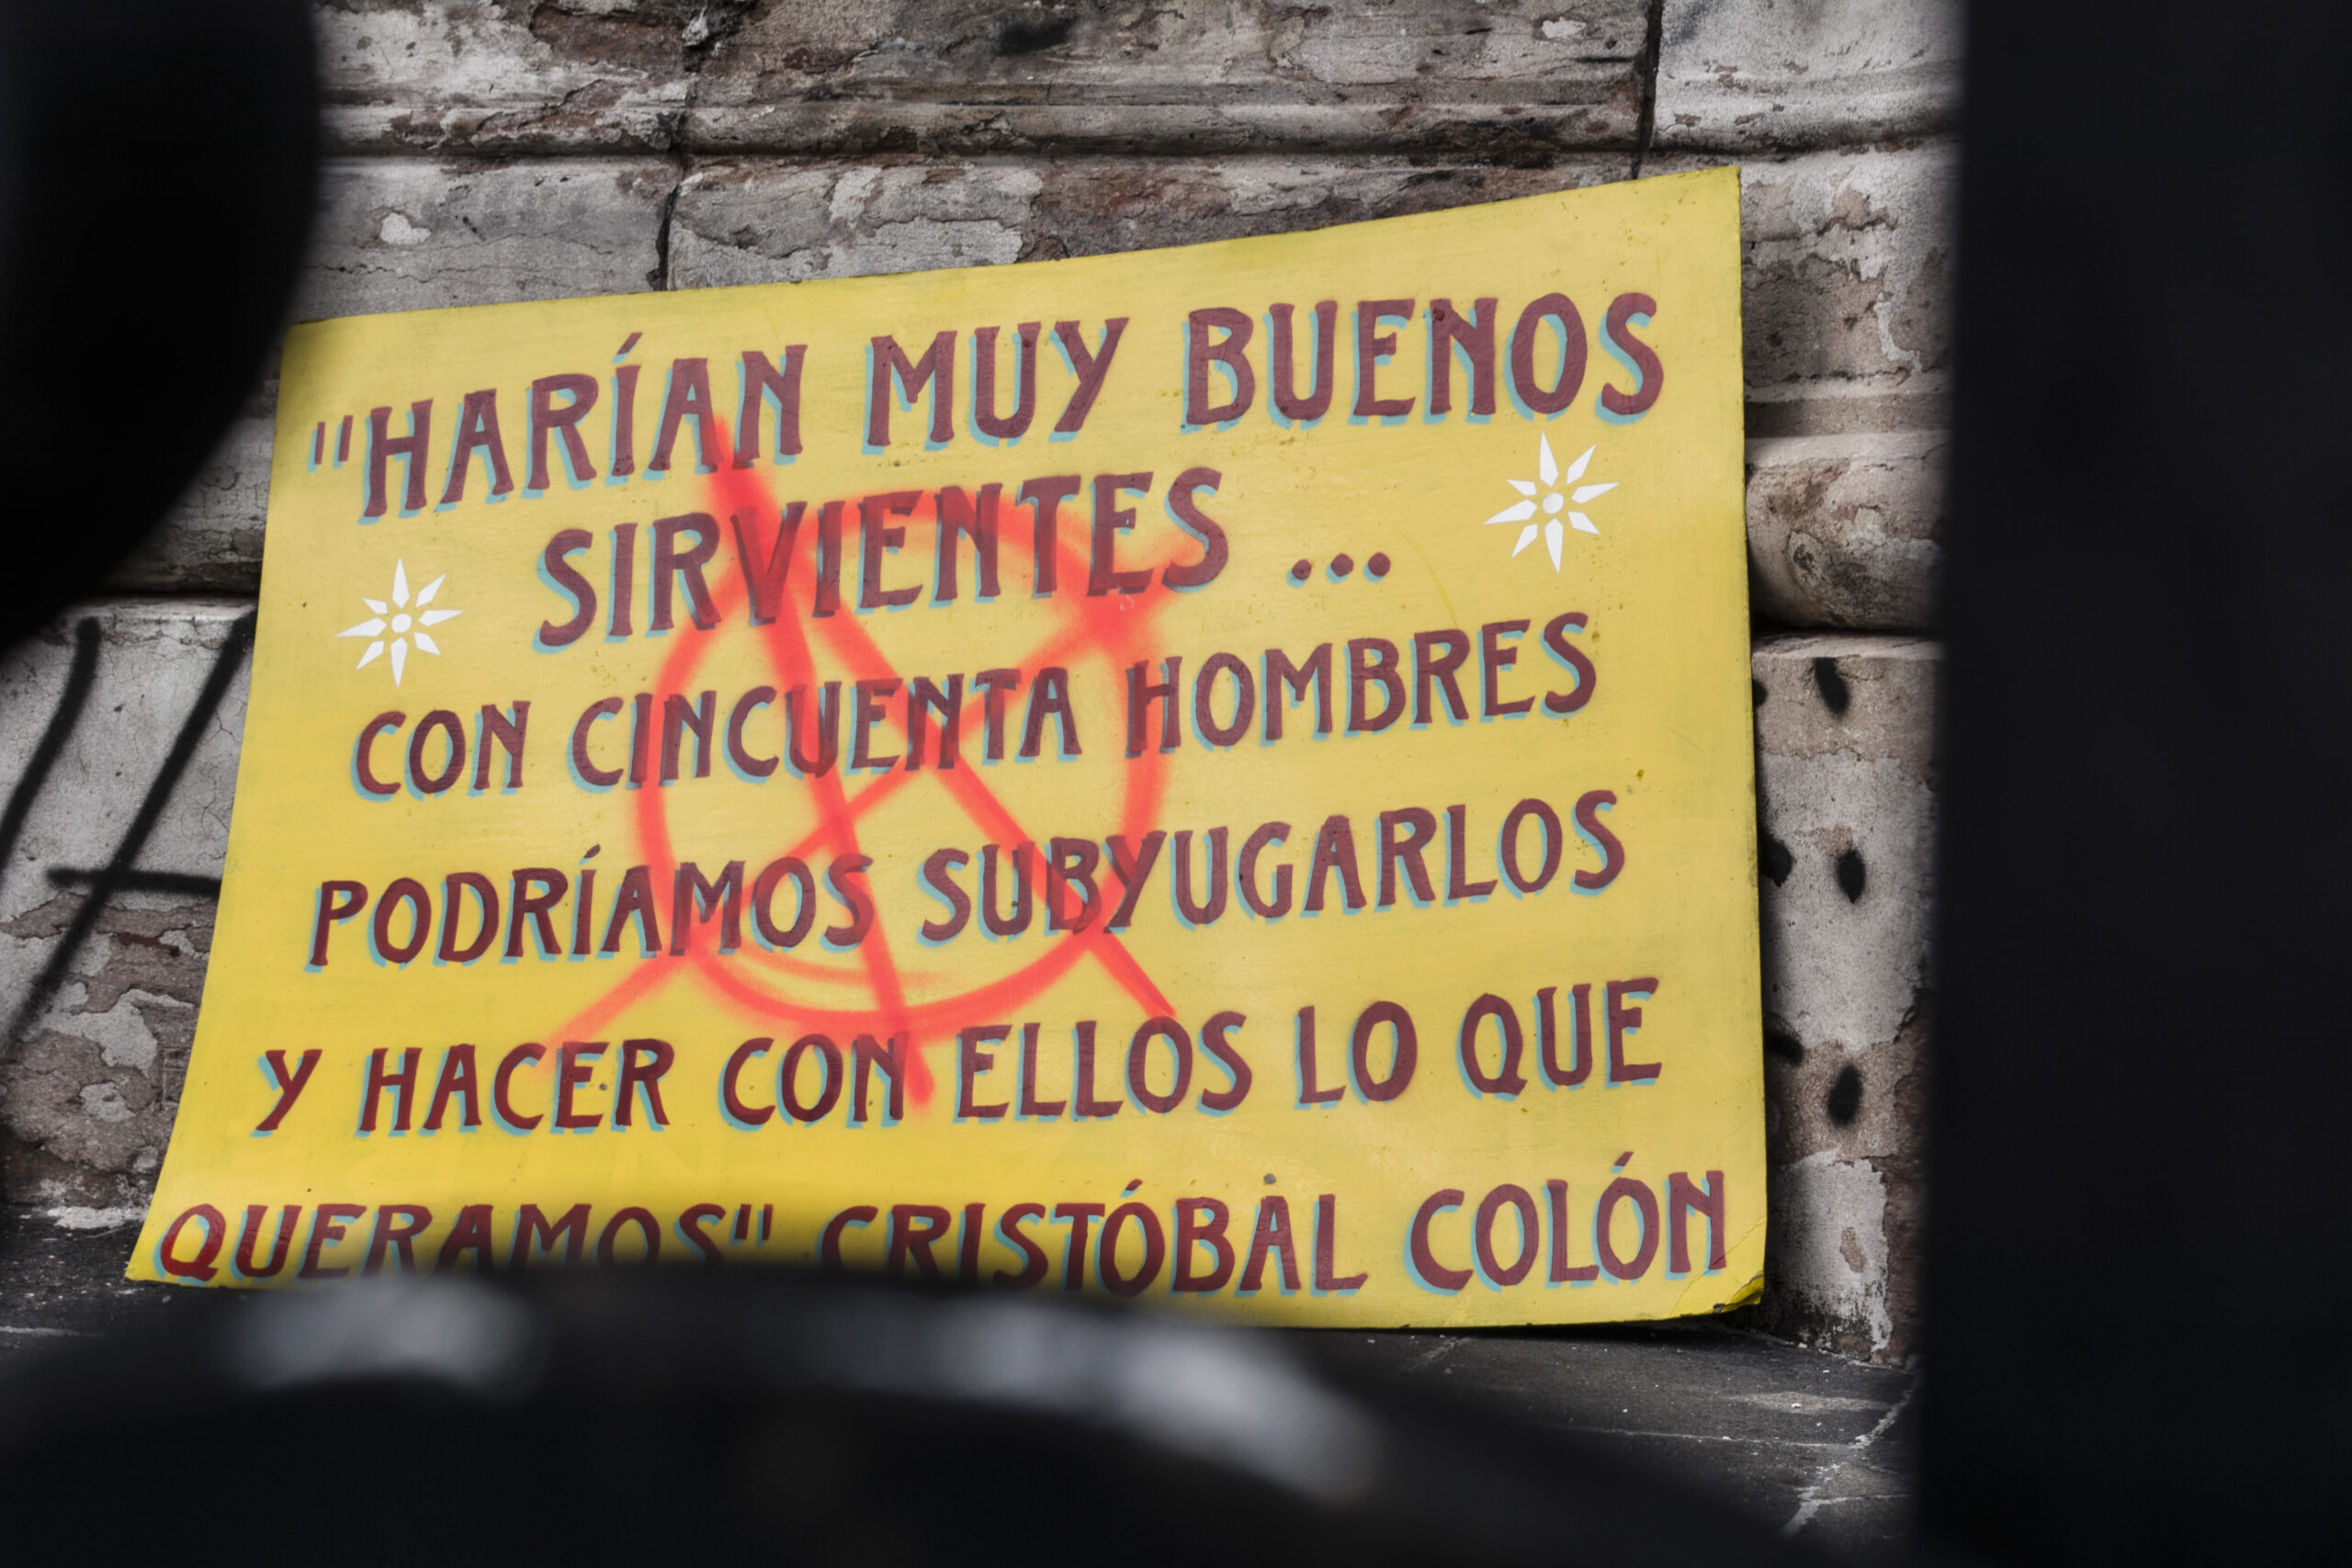 "HARÍAN MUY BUENOS
SIRVIENTES ...
CON CINCUENTA HOMBRES
PODRÍAMOS SUBYUGARLOS
Y HACER CON ELLOS LO QUE
QUERAMOS" CRISTÓBAL COLÓN